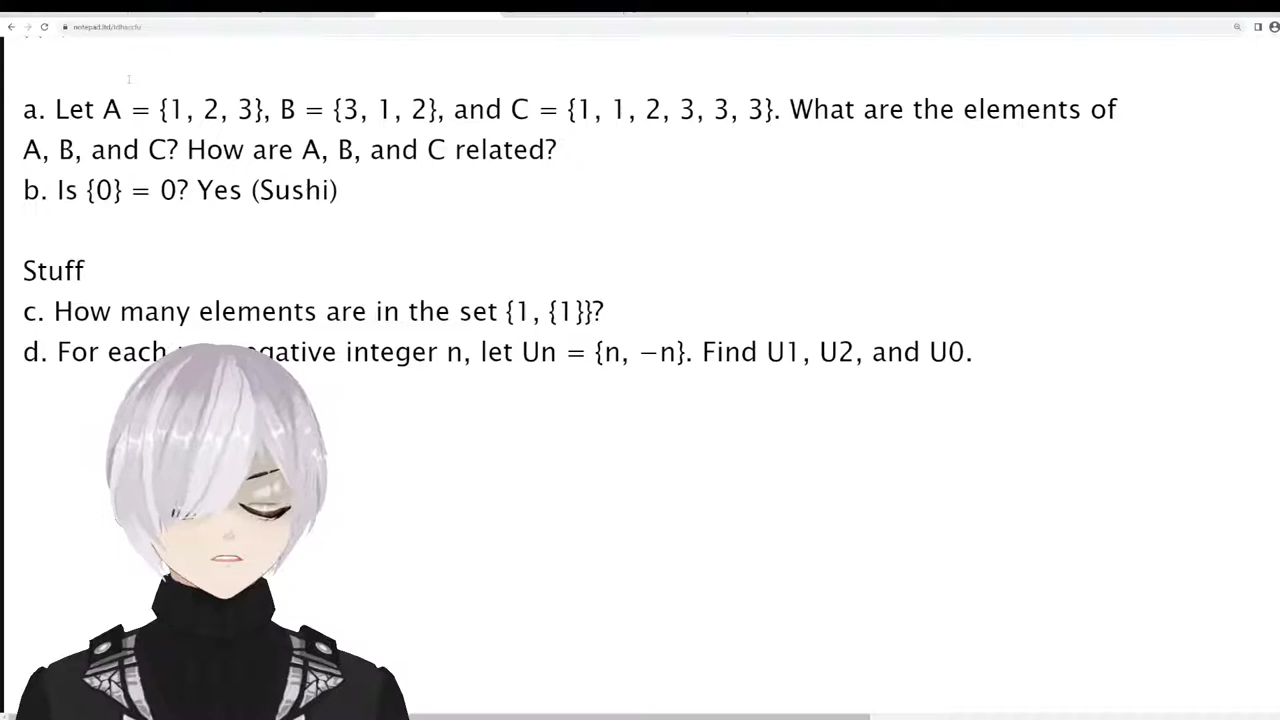 a. Let A = {1, 2, 3}, B = {3, 1, 2}, and C = {1, 1, 2, 3, 3, 3}. What are the elements of
A, B, and C? How are A, B, and C related?
b. Is {0} = 0? Yes (Sushi)
Stuff
c. How many elements are in the set {1, {1}}?
d. For each gative integer n, let Un = {n, −n}. Find U1, U2, and U0.